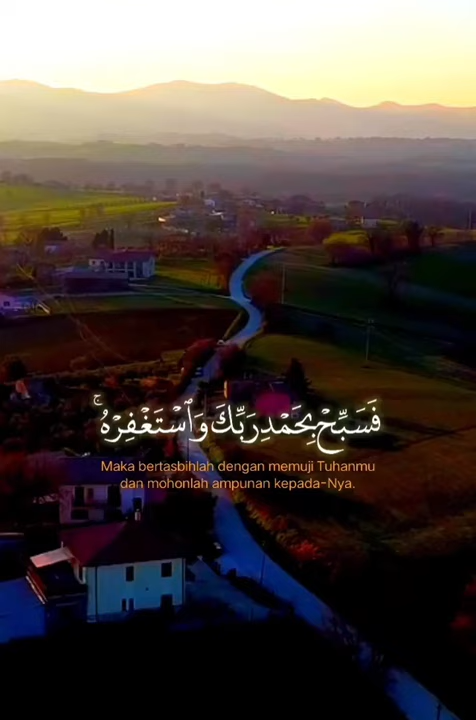 فَسَبِّحْ بِحَمْدِ رَبِّكَ وَٱسْتَغْفِرْهُ ۚ
Maka bertasbihlah dengan memuji Tuhanmu
dan mohonlah ampunan kepada-Nya.